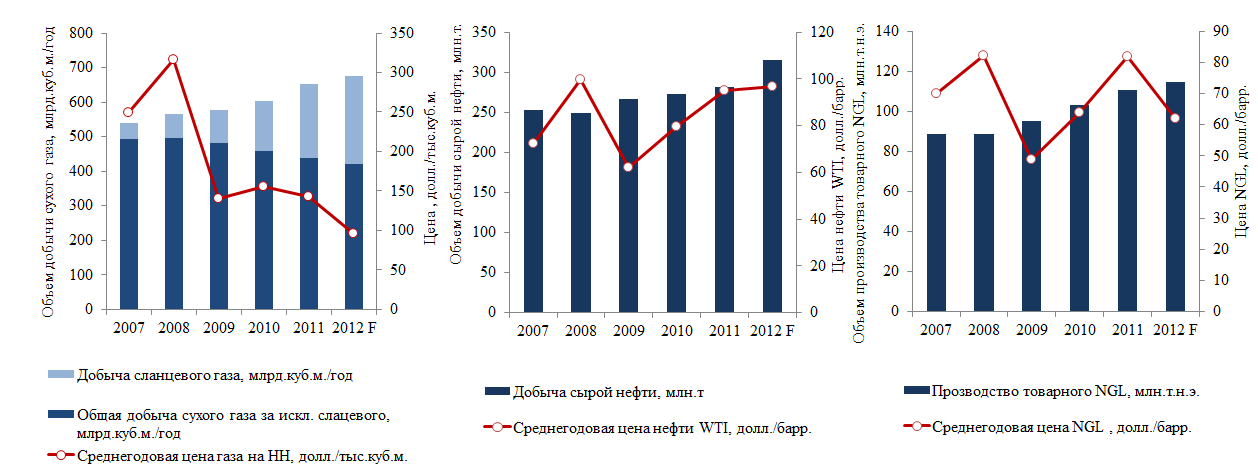 Объем добычи сухого газа, млрд.куб.м./год
800
700
600
500
400
300
200
100
0
350
300
250
200
150
100
50
0
Цена , долл./тыс.куб.м.
2007 2008 2009 2010 2011 2012 F
Добыча сланцевого газа, млрд.куб.м./год
Общая добыча сухого газа за искл. слацевого,
млрд.куб.м./год
Среднегодовая цена газа на HH, долл./тыс.куб.м.
Объем добычи сырой нефти, млн.т.
350
300
250
200
150
100
50
0
120
100
80
60
40
20
0
Цена нефти WTI, долл./барр.
2007 2008 2009 2010 2011 2012 F
Добыча сырой нефти, млн.т
Среднегодовая цена нефти WTI, долл./барр.
Объем производства товарного NGL, млн.т.н.э.
140
120
100
80
60
40
20
0
90
80
70
60
50
40
30
20
10
0
Цена NGL, долл./барр.
2007 2008 2009 2010 2011 2012 F
Прозводство товарного NGL, млн.т.н.э.
Среднегодовая цена NGL , долл./барр.